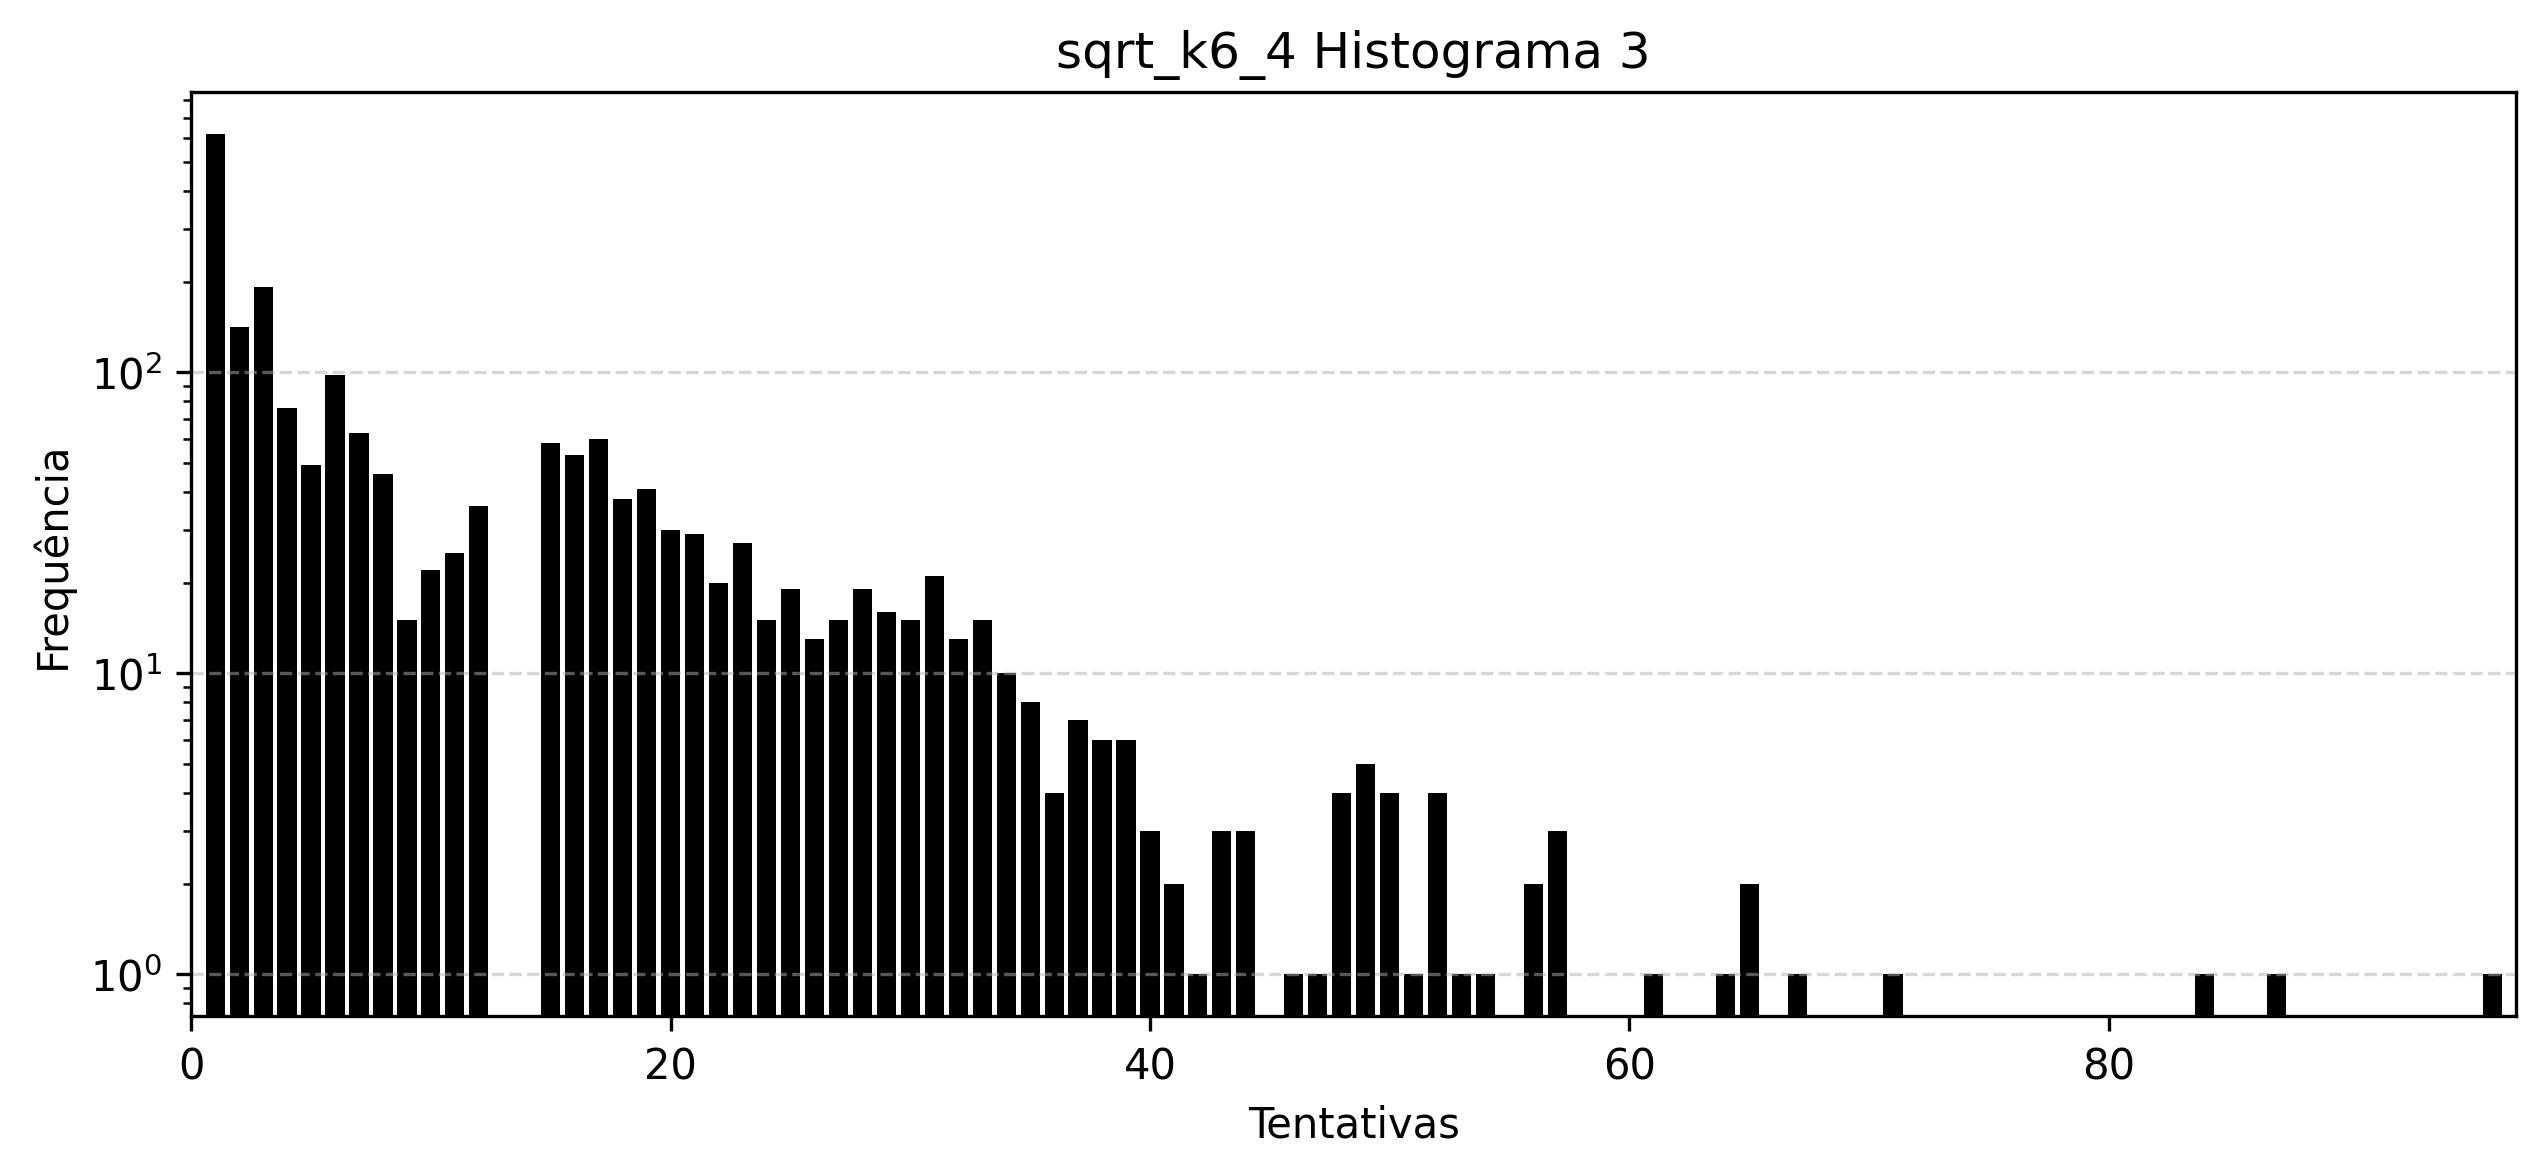 sqrt_k6_4 Histograma 3
Frequência
10²
10¹
10⁰
0 20 40 60 80
Tentativas